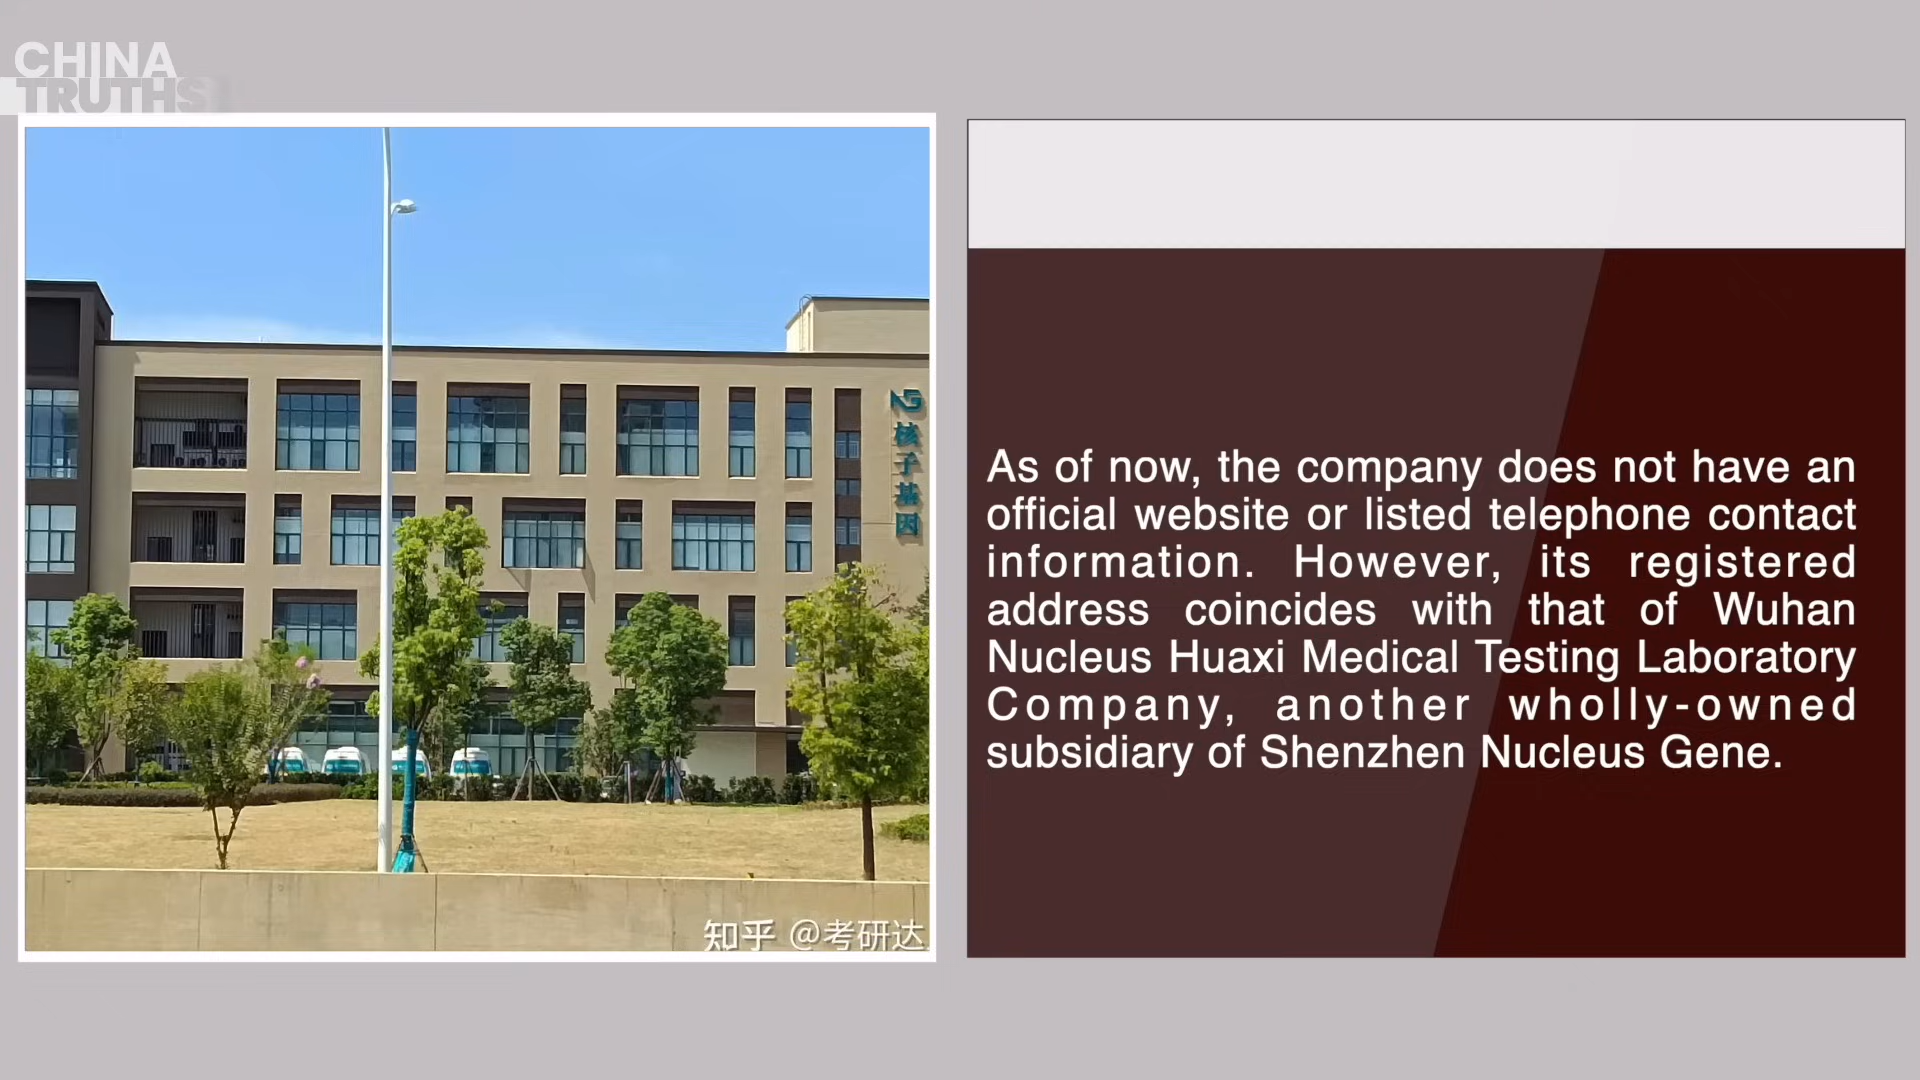 CHINA
TRUTHS
核子基因
知乎 @考研达
As of now, the company does not have an
official website or listed telephone contact
information. However, its registered
address coincides with that of Wuhan
Nucleus Huaxi Medical Testing Laboratory
Company, another wholly-owned
subsidiary of Shenzhen Nucleus Gene.